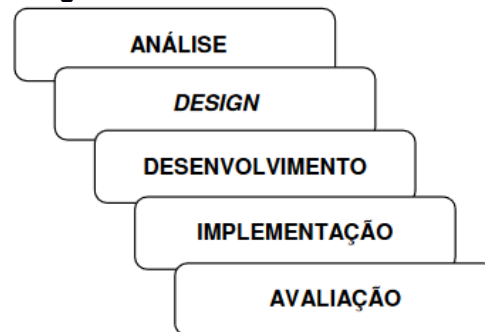 ANÁLISE
DESIGN
DESENVOLVIMENTO
IMPLEMENTAÇÃO
AVALIAÇÃO